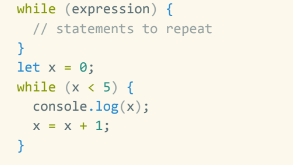 while (expression) {
  // statements to repeat
}
let x = 0;
while (x < 5) {
  console.log(x);
  x = x + 1;
}